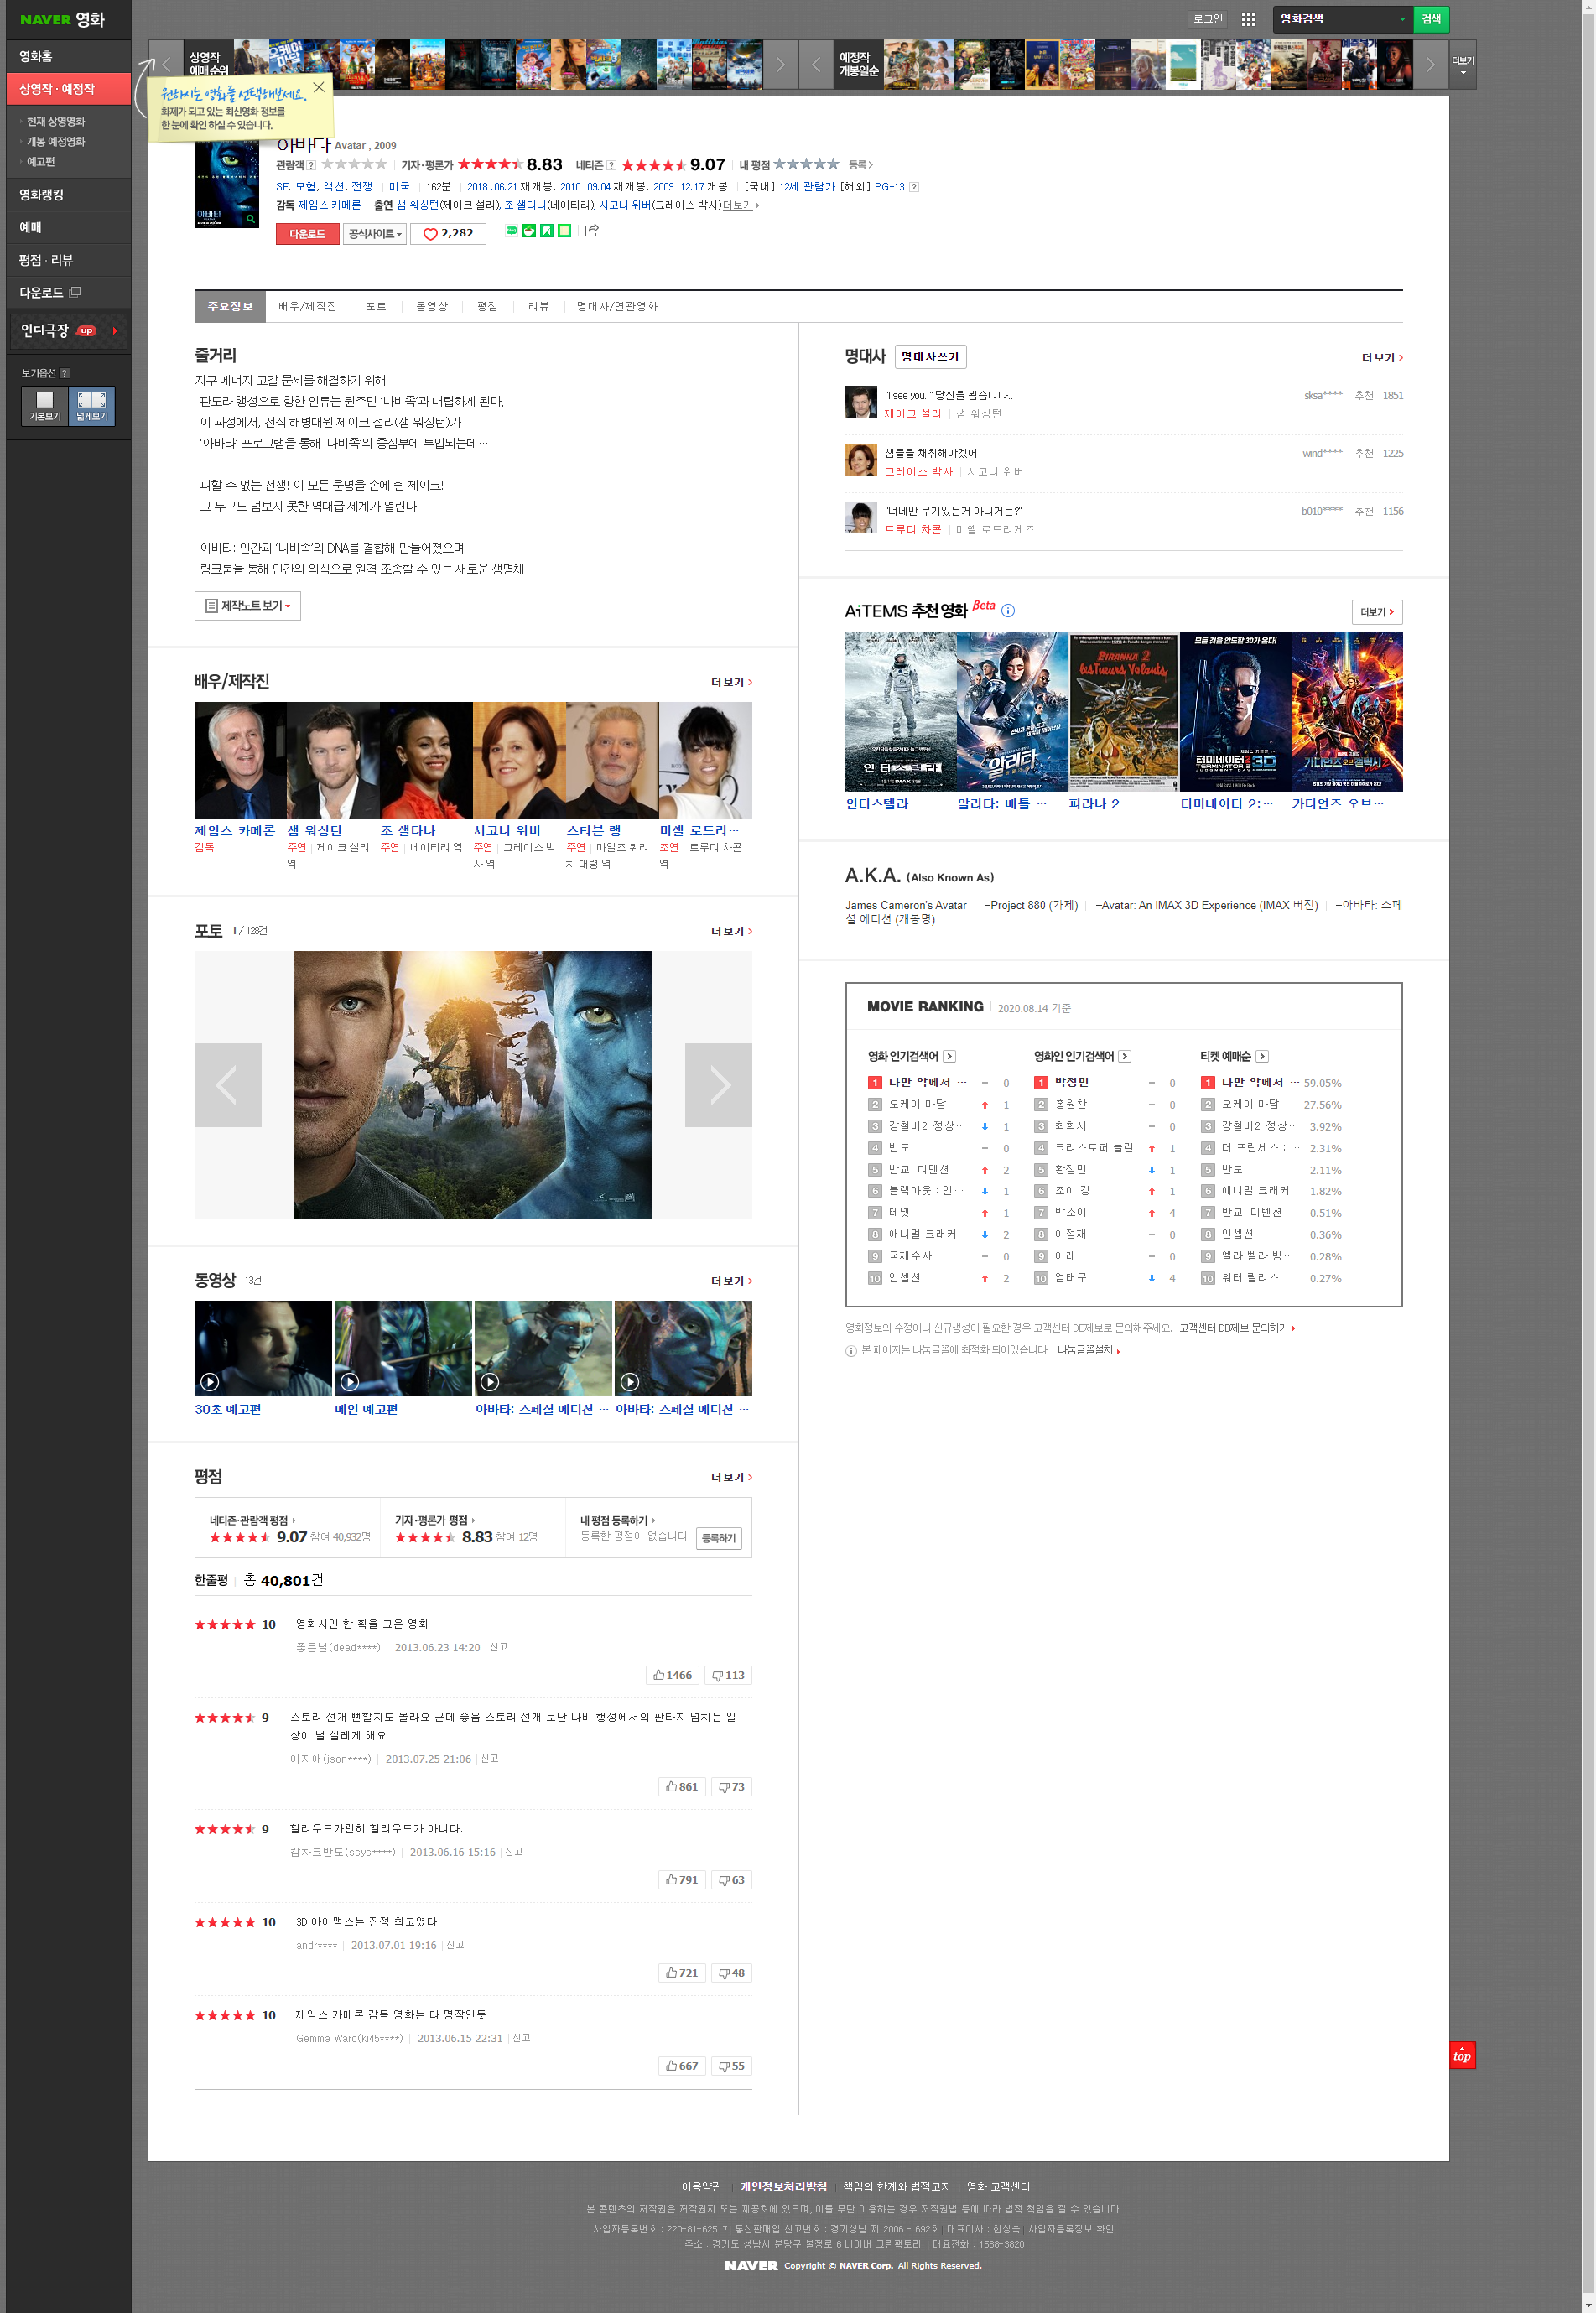 NAVER 영화
로그인
영화검색
검색
영화홈
상영작 · 예정작
현재 상영영화
개봉 예정영화
예고편
영화랭킹
예매
평점 · 리뷰
다운로드
인디극장 up
보기옵션 ?
기본보기
넓게보기
상영작
예매순위
예정작
개봉일순
더보기
원하시는 영화를 선택해보세요.
화제가 되고 있는 최신영화 정보를
한 눈에 확인 하실 수 있습니다.
아바타 Avatar , 2009
관람객 ? 기자·평론가 8.83 네티즌 ? 9.07 내 평점 등록
SF, 모험, 액션, 전쟁 미국 162분 2018 .06.21 재개봉, 2010 .09.04 재개봉, 2009 .12.17 개봉 [국내] 12세 관람가 [해외] PG-13 ?
감독 제임스 카메론 출연 샘 워싱턴(제이크 설리), 조 샐다나(네이티리), 시고니 위버(그레이스 박사) 더보기
다운로드 공식사이트 2,282
주요정보 배우/제작진 포토 동영상 평점 리뷰 명대사/연관영화
줄거리
지구 에너지 고갈 문제를 해결하기 위해
판도라 행성으로 향한 인류는 원주민 '나비족'과 대립하게 된다.
이 과정에서, 전직 해병대원 제이크 설리(샘 워싱턴)가
'아바타' 프로그램을 통해 '나비족'의 중심부에 투입되는데…
피할 수 없는 전쟁! 이 모든 운명을 손에 쥔 제이크!
그 누구도 넘보지 못한 역대급 세계가 열린다!
아바타: 인간과 '나비족'의 DNA를 결합해 만들어졌으며
링크룸을 통해 인간의 의식으로 원격 조종할 수 있는 새로운 생명체
제작노트 보기
배우/제작진 더보기
제임스 카메론 샘 워싱턴 조 샐다나 시고니 위버 스티븐 랭 미셸 로드리…
감독
주연 제이크 설리 역
주연 네이티리 역
주연 그레이스 박사 역
주연 마일즈 쿼리치 대령 역
조연 트루디 차콘 역
포토 1 / 128건 더보기
동영상 13건 더보기
30초 예고편 메인 예고편 아바타: 스페셜 에디션 … 아바타: 스페셜 에디션 …
평점 더보기
네티즌·관람객 평점
9.07 참여 40,932명
기자·평론가 평점
8.83 참여 12명
내 평점 등록하기
등록한 평점이 없습니다. 등록하기
한줄평 총 40,801건
10 영화사인 한 획을 그은 영화
좋은날(dead****) 2013.06.23 14:20 신고
1466 113
9 스토리 전개 뻔할지도 몰라요 근데 좋음 스토리 전개 보단 나비 행성에서의 판타지 넘치는 일
상이 날 설레게 해요
이지애(json****) 2013.07.25 21:06 신고
861 73
9 헐리우드가괜히 헐리우드가 아니다..
캄차크반도(ssys****) 2013.06.16 15:16 신고
791 63
10 3D 아이맥스는 진정 최고였다.
andr**** 2013.07.01 19:16 신고
721 48
10 제임스 카메론 감독 영화는 다 명작인듯
Gemma Ward(kj45****) 2013.06.15 22:31 신고
667 55
명대사 명대사쓰기 더보기
"I see you.." 당신을 봅습니다.. sksa**** 추천 1851
제이크 설리 샘 워싱턴
샘플을 채취해야겠어 wind**** 추천 1225
그레이스 박사 시고니 위버
"너네만 무기있는거 아니거든?" b010**** 추천 1156
트루디 차콘 미셸 로드리게즈
AiTEMS 추천 영화 Beta 더보기
인터스텔라 알리타: 배틀 … 피라냐 2 터미네이터 2:… 가디언즈 오브…
A.K.A. (Also Known As)
James Cameron's Avatar –Project 880 (가제) –Avatar: An IMAX 3D Experience (IMAX 버전) –아바타: 스페
셜 에디션 (개봉명)
MOVIE RANKING 2020.08.14 기준
영화 인기검색어 영화인 인기검색어 티켓 예매순
1 다만 악에서 … 0 1 박정민 0 1 다만 악에서 … 59.05%
2 오케이 마담 1 2 홍원찬 0 2 오케이 마담 27.56%
3 강철비2: 정상… 1 3 최희서 0 3 강철비2: 정상… 3.92%
4 반도 0 4 크리스토퍼 놀란 1 4 더 프린세스 : … 2.31%
5 반교: 디텐션 2 5 황정민 1 5 반도 2.11%
6 블랙아웃 : 인… 1 6 조이 킹 1 6 애니멀 크래커 1.82%
7 테넷 1 7 박소이 4 7 반교: 디텐션 0.51%
8 애니멀 크래커 2 8 이정재 0 8 인셉션 0.36%
9 국제수사 0 9 이레 0 9 엘라 벨라 빙… 0.28%
10 인셉션 2 10 엄태구 4 10 워터 릴리스 0.27%
영화정보의 수정이나 신규생성이 필요한 경우 고객센터 DB제보로 문의해주세요. 고객센터 DB제보 문의하기
본 페이지는 나눔글꼴에 최적화 되어있습니다. 나눔글꼴설치
top
이용약관 개인정보처리방침 책임의 한계와 법적고지 영화 고객센터
본 콘텐츠의 저작권은 저작권자 또는 제공처에 있으며, 이를 무단 이용하는 경우 저작권법 등에 따라 법적 책임을 질 수 있습니다.
사업자등록번호 : 220-81-62517 통신판매업 신고번호 : 경기성남 제 2006 - 692호 대표이사 : 한성숙 사업자등록정보 확인
주소 : 경기도 성남시 분당구 불정로 6 네이버 그린팩토리 대표전화 : 1588-3820
NAVER Copyright © NAVER Corp. All Rights Reserved.